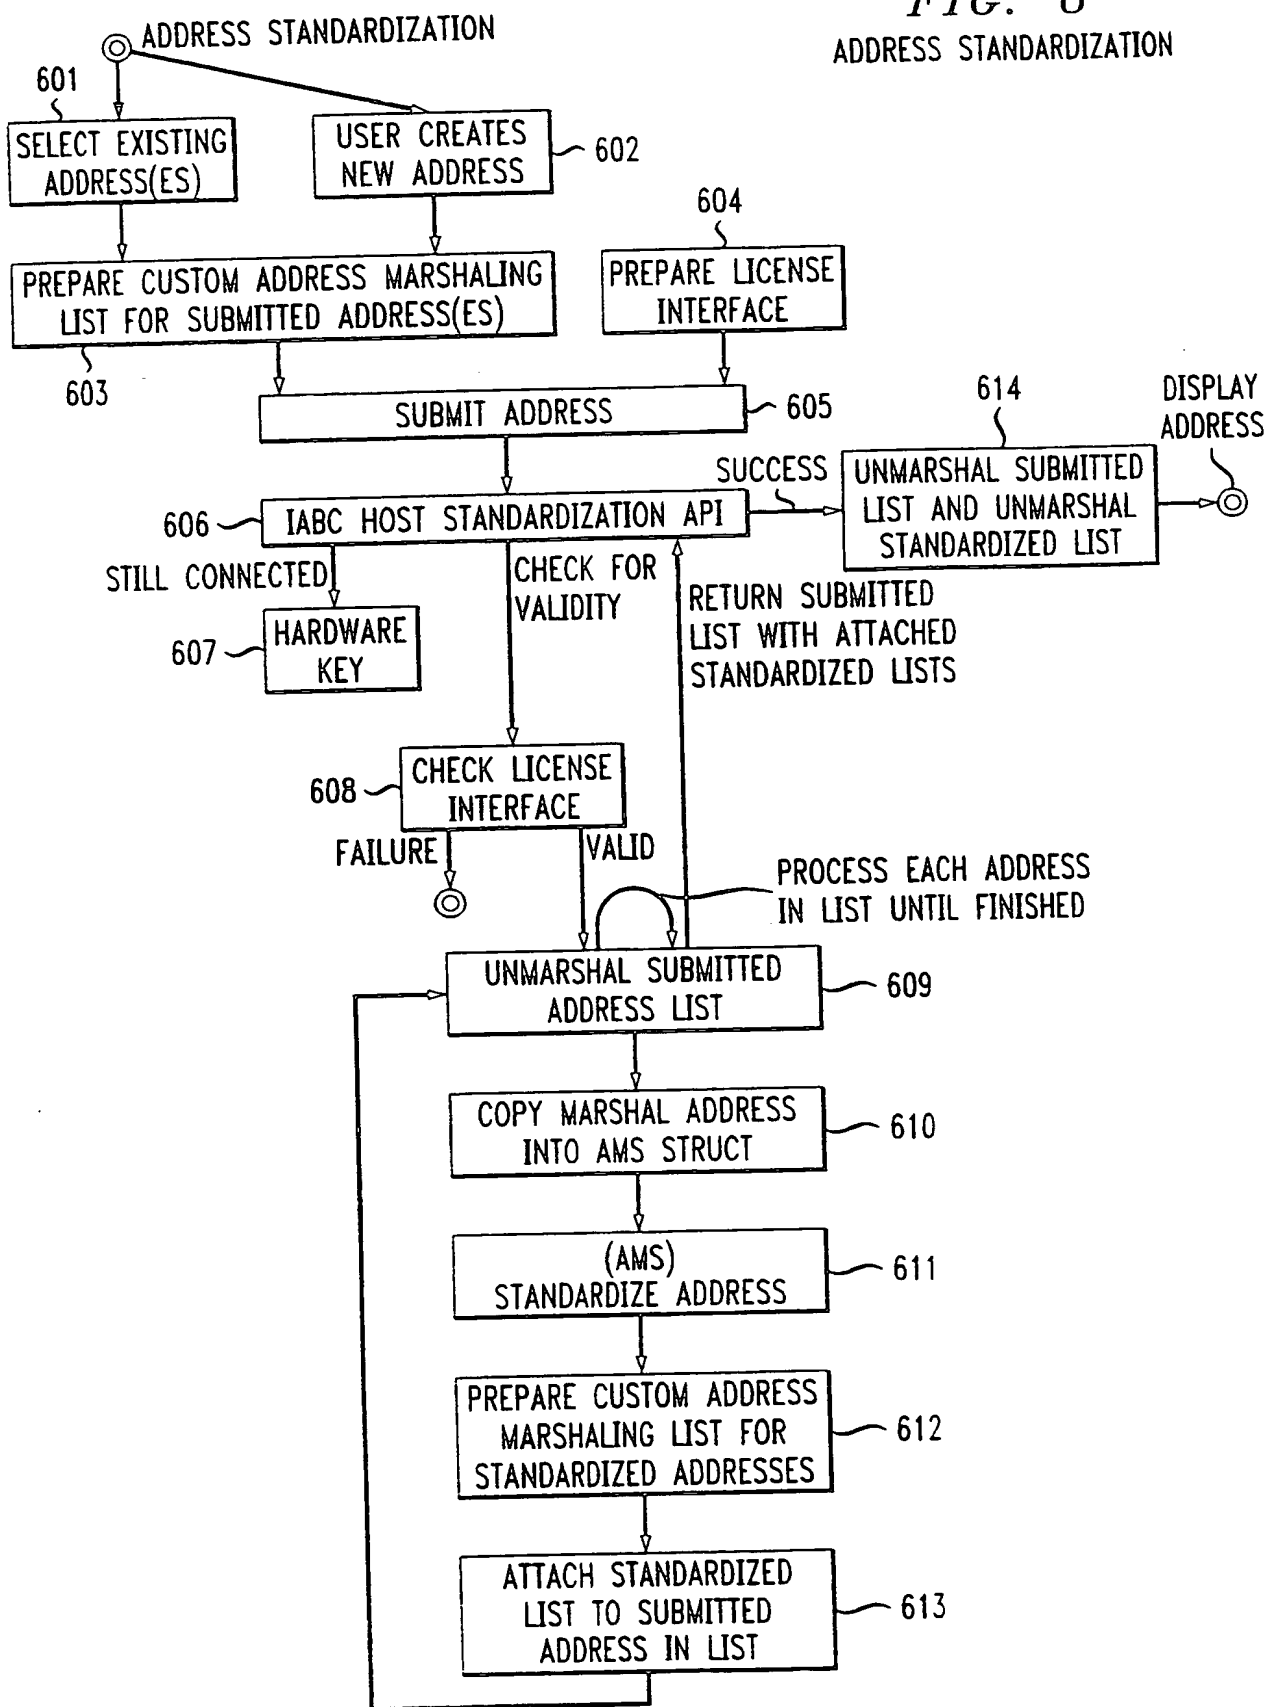 FIG.
ADDRESS STANDARDIZATION
ADDRESS STANDARDIZATION
601
SELECT EXISTING
ADDRESS(ES)
USER CREATES
NEW ADDRESS
602
604
PREPARE CUSTOM ADDRESS MARSHALING
LIST FOR SUBMITTED ADDRESS(ES)
603
PREPARE LICENSE
INTERFACE
SUBMIT ADDRESS
605
606
IABC HOST STANDARDIZATION API
SUCCESS
614
UNMARSHAL SUBMITTED
LIST AND UNMARSHAL
STANDARDIZED LIST
DISPLAY
ADDRESS
STILL CONNECTED
607
HARDWARE
KEY
CHECK FOR
VALIDITY
RETURN SUBMITTED
LIST WITH ATTACHED
STANDARDIZED LISTS
608
CHECK LICENSE
INTERFACE
FAILURE
VALID
PROCESS EACH ADDRESS
IN LIST UNTIL FINISHED
UNMARSHAL SUBMITTED
ADDRESS LIST
609
COPY MARSHAL ADDRESS
INTO AMS STRUCT
610
(AMS)
STANDARDIZE ADDRESS
611
PREPARE CUSTOM ADDRESS
MARSHALING LIST FOR
STANDARDIZED ADDRESSES
612
ATTACH STANDARDIZED
LIST TO SUBMITTED
ADDRESS IN LIST
613